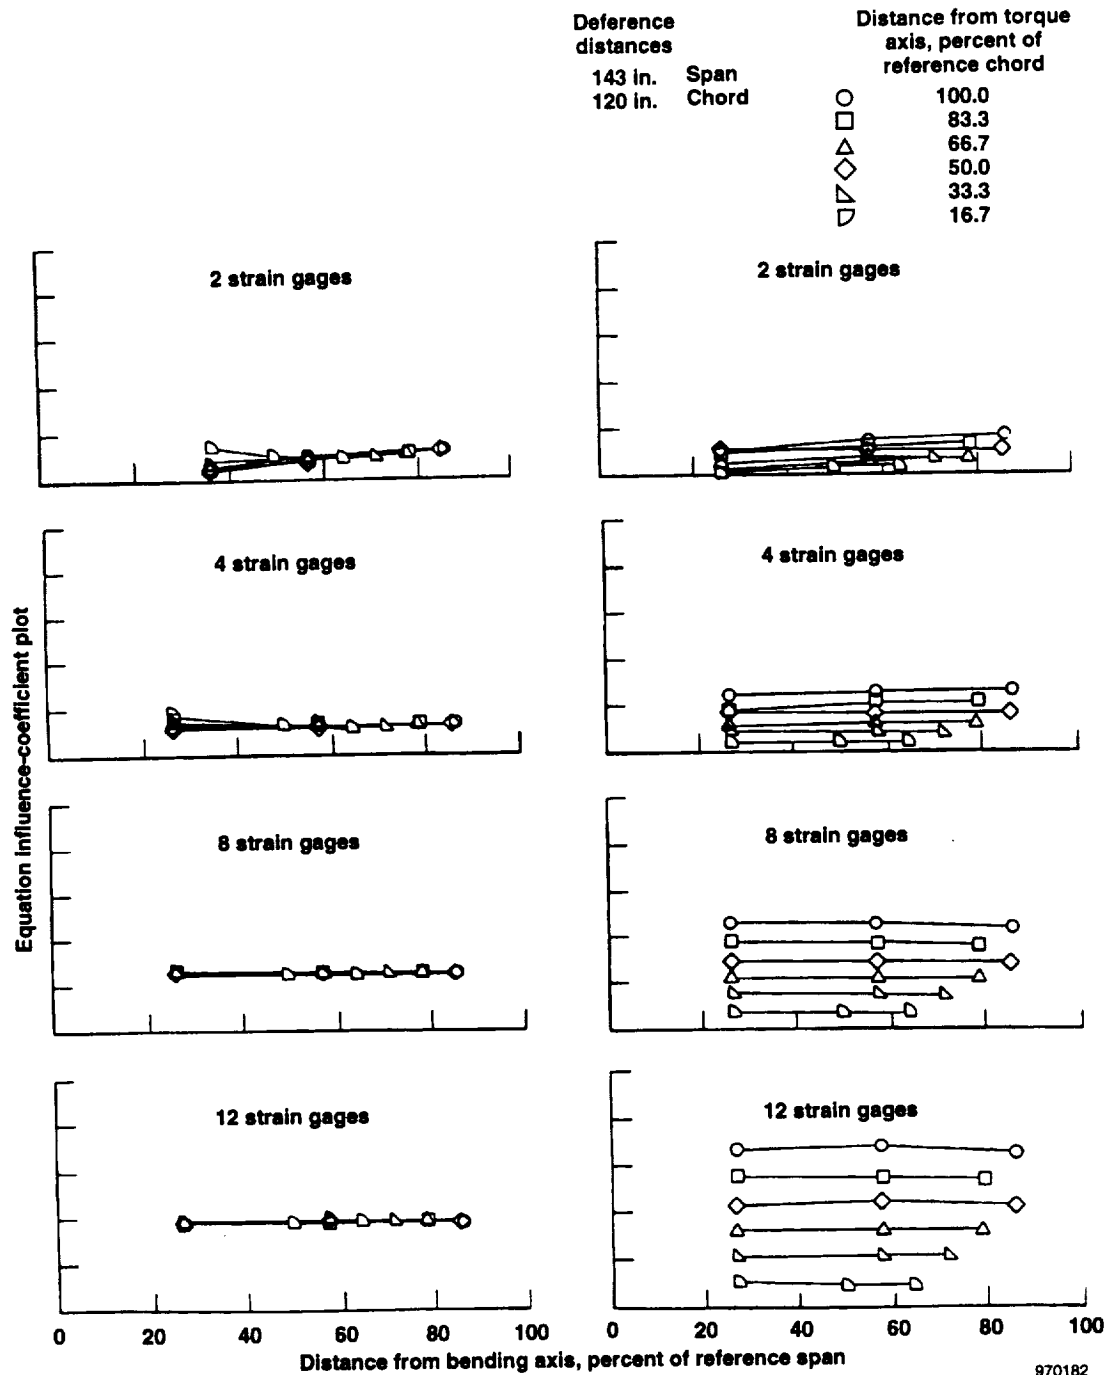 Deference
distances
143 in. Span
120 in. Chord
Distance from torque
axis, percent of
reference chord
100.0
83.3
66.7
50.0
33.3
16.7
2 strain gages
2 strain gages
4 strain gages
4 strain gages
8 strain gages
8 strain gages
12 strain gages
12 strain gages
Equation influence-coefficient plot
0 20 40 60 80 100
0 20 40 60 80 100
Distance from bending axis, percent of reference span
970182